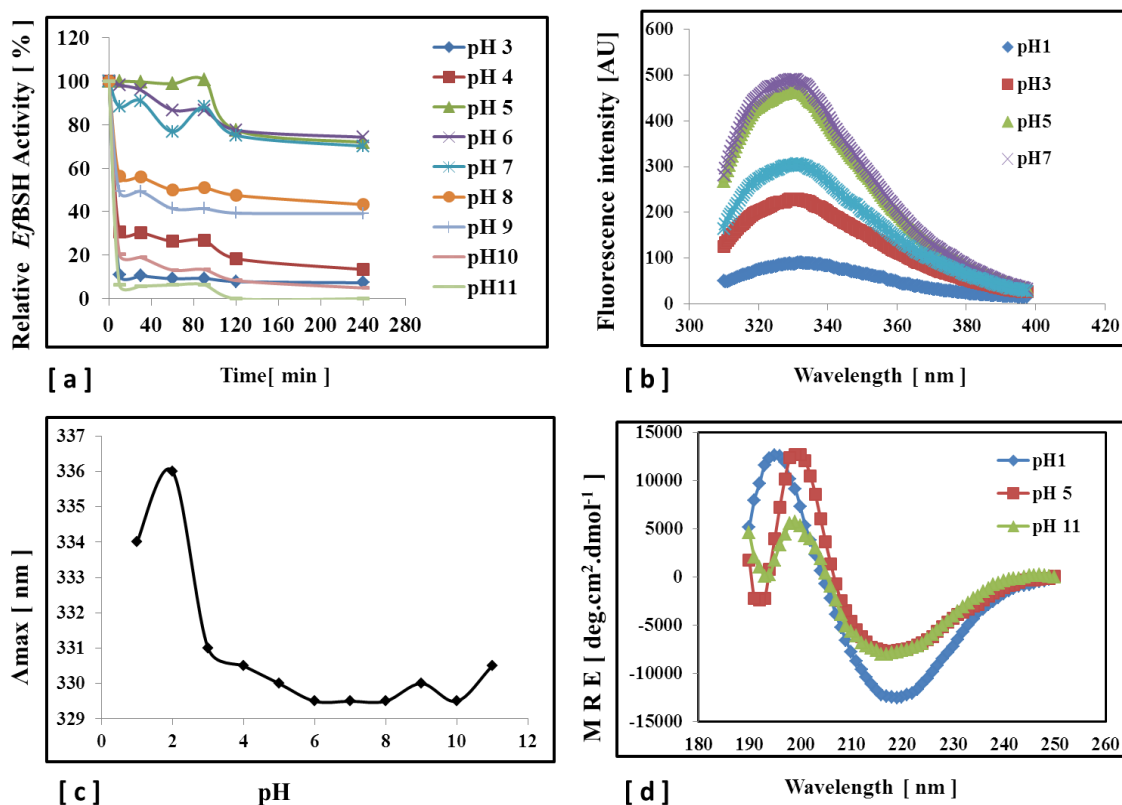 Relative EfBSH Activity [ % ]
120
100
80
60
40
20
0
0 40 80 120 160 200 240 280
pH 3
pH 4
pH 5
pH 6
pH 7
pH 8
pH 9
pH10
pH11
[ a ]
Time[ min ]
Fluorescence intensity [AU]
600
500
400
300
200
100
0
300 320 340 360 380 400 420
pH1
pH3
pH5
pH7
[ b ]
Wavelength [ nm ]
Λmax [ nm ]
337
336
335
334
333
332
331
330
329
0 2 4 6 8 10 12
[ c ]
pH
M R E [ deg.cm².dmol-¹ ]
15000
10000
5000
0
-5000
-10000
-15000
180 190 200 210 220 230 240 250 260
pH1
pH 5
pH 11
[ d ]
Wavelength [ nm ]